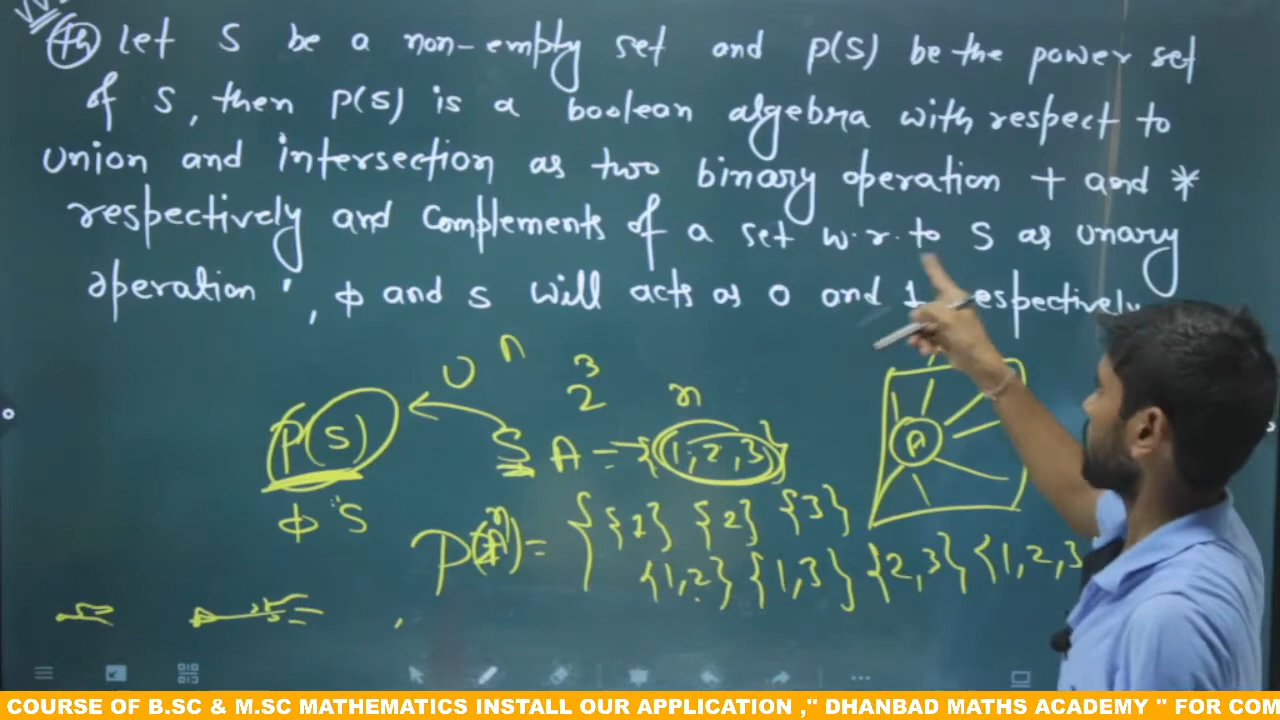 Th Let S be a non-empty set and P(S) be the power set
of S, then P(S) is a boolean algebra with respect to
union and intersection as two binary operation + and *
respectively and complements of a set w.r.to S as unary
operation ', φ and S will acts as 0 and 1 respectively
∪ ∩ 2³ n
P(S) S A = {1,2,3} A
φ S
P(A) = { {1} {2} {3}
{1,2} {1,3} {2,3} {1,2,3
COURSE OF B.SC & M.SC MATHEMATICS INSTALL OUR APPLICATION ," DHANBAD MATHS ACADEMY " FOR COM